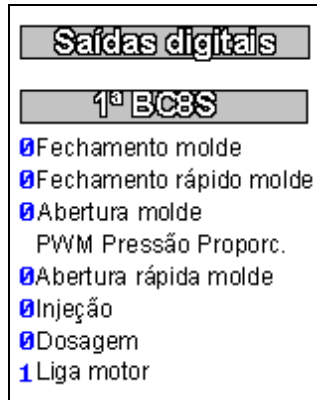 Saídas digitais
1ª BC8S
0Fechamento molde
0Fechamento rápido molde
0Abertura molde
PWM Pressão Proporc.
0Abertura rápida molde
0Injeção
0Dosagem
1Liga motor